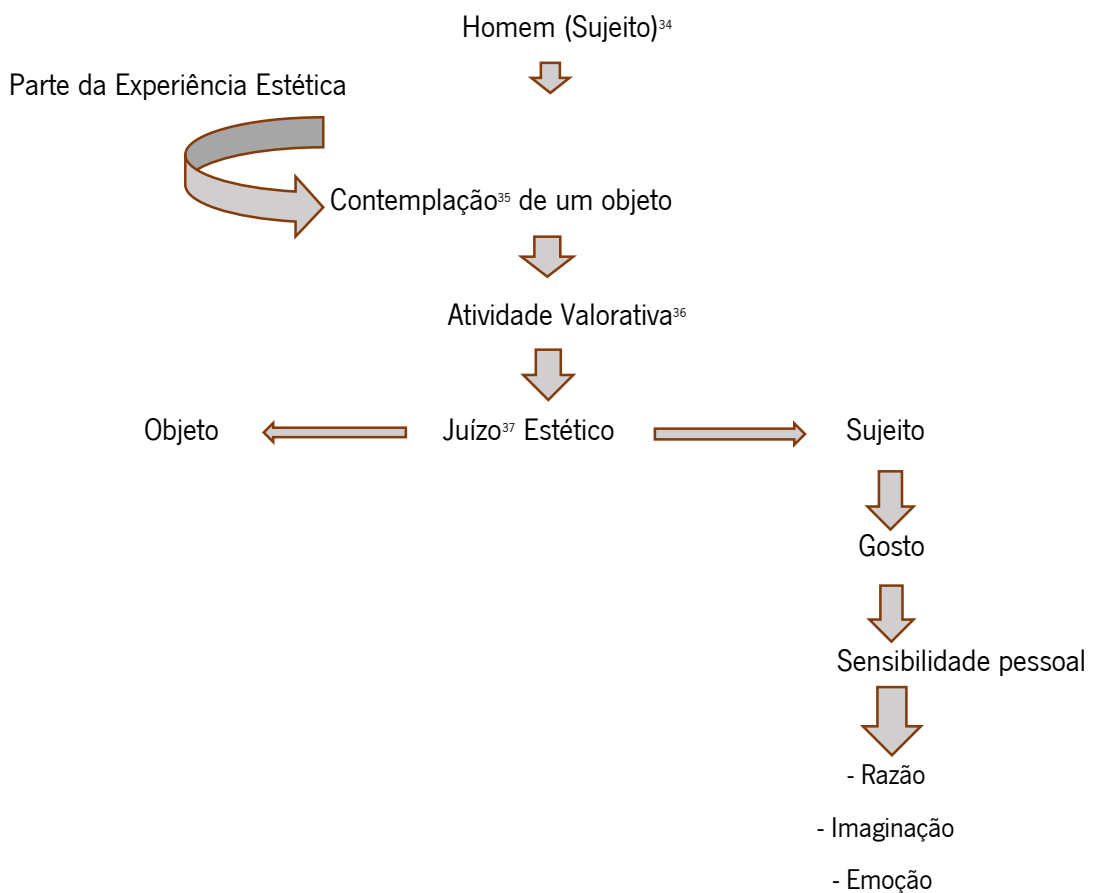 Homem (Sujeito)³⁴
Parte da Experiência Estética
Contemplação³⁵ de um objeto
Atividade Valorativa³⁶
Objeto
Juízo³⁷ Estético
Sujeito
Gosto
Sensibilidade pessoal
- Razão
- Imaginação
- Emoção